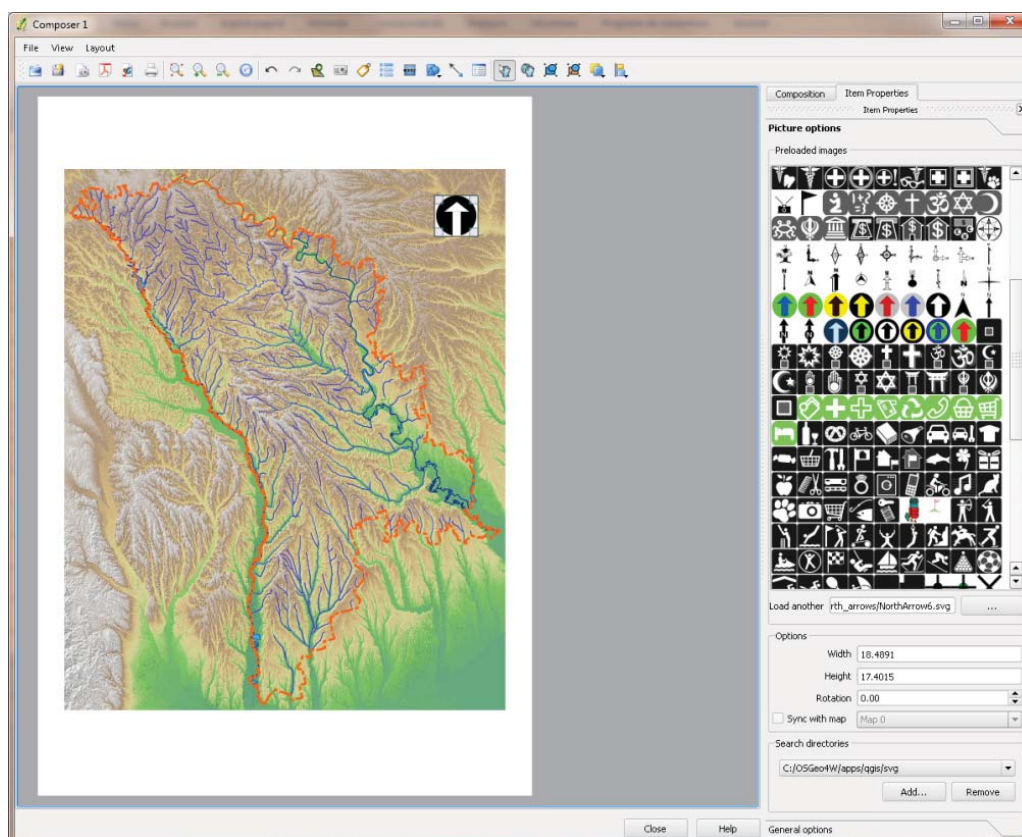 Composer 1
File View Layout
Composition Item Properties
Item Properties
Picture options
Preloaded images
Load another rth_arrows/NorthArrow6.svg ...
Options
Width 18.4891
Height 17.4015
Rotation 0.00
Sync with map Map 0
Search directories
C:/OSGeo4W/apps/qgis/svg
Add... Remove
Close Help General options